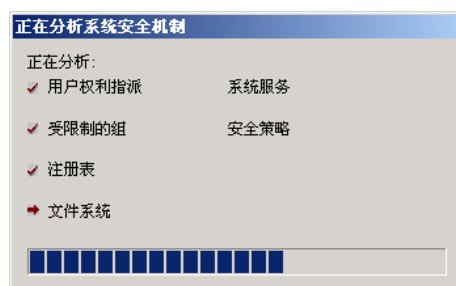 正在分析系统安全机制
正在分析:
用户权利指派 系统服务
受限制的组 安全策略
注册表
文件系统